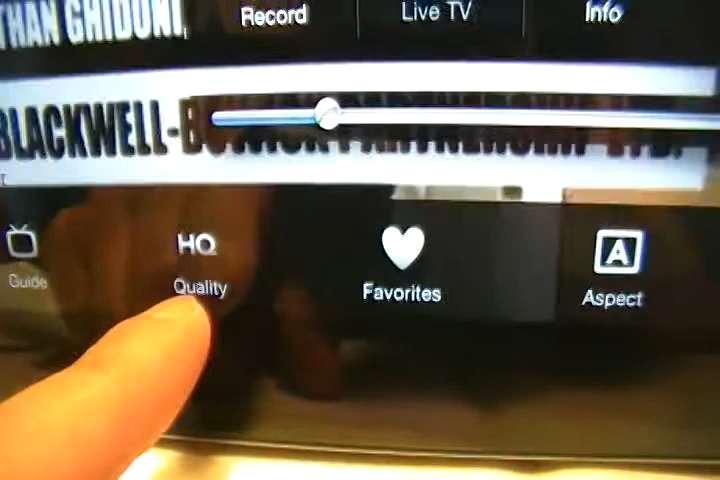 THAN GHIDONI
Record
Live TV
Info
BLACKWELL-B
Guide
HQ
Quality
Favorites
A
Aspect